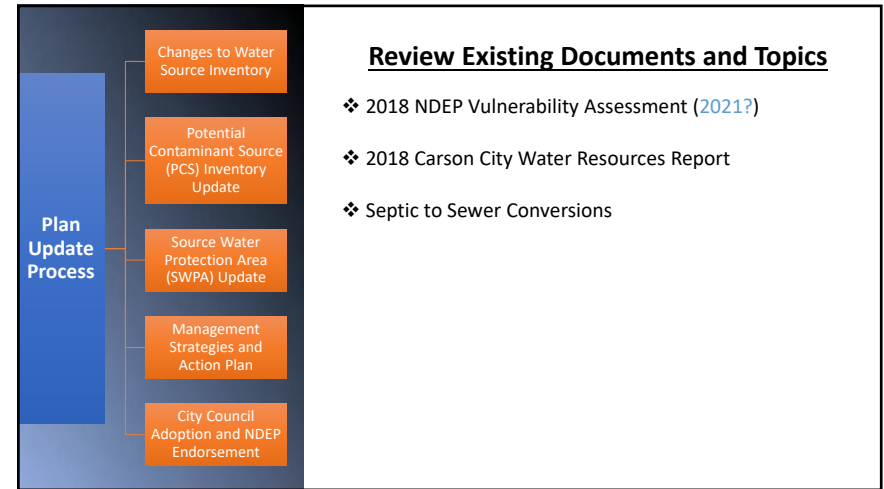 Plan
Update
Process
Changes to Water
Source Inventory
Potential
Contaminant Source
(PCS) Inventory
Update
Source Water
Protection Area
(SWPA) Update
Management
Strategies and
Action Plan
City Council
Adoption and NDEP
Endorsement
Review Existing Documents and Topics
❖ 2018 NDEP Vulnerability Assessment (2021?)
❖ 2018 Carson City Water Resources Report
❖ Septic to Sewer Conversions